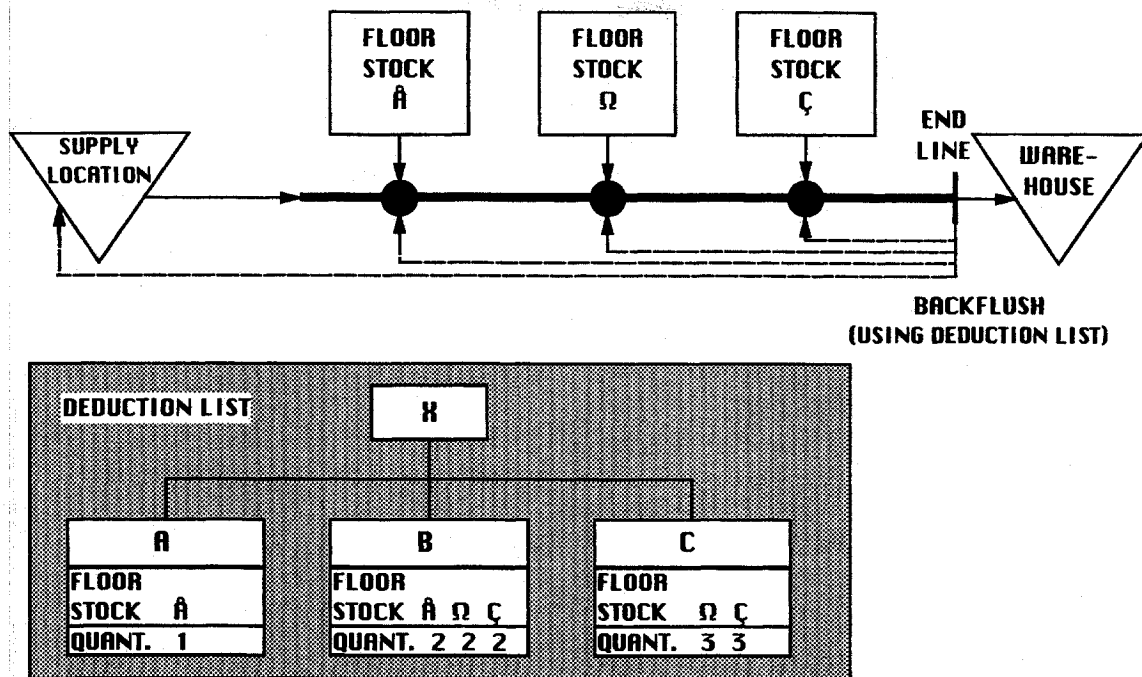 FLOOR
STOCK
Å
FLOOR
STOCK
Ω
FLOOR
STOCK
Ç
SUPPLY
LOCATION
END
LINE
WARE-
HOUSE
BACKFLUSH
(USING DEDUCTION LIST)
DEDUCTION LIST
X
A
FLOOR
STOCK Å
QUANT. 1
B
FLOOR
STOCK Å Ω Ç
QUANT. 2 2 2
C
FLOOR
STOCK Ω Ç
QUANT. 3 3